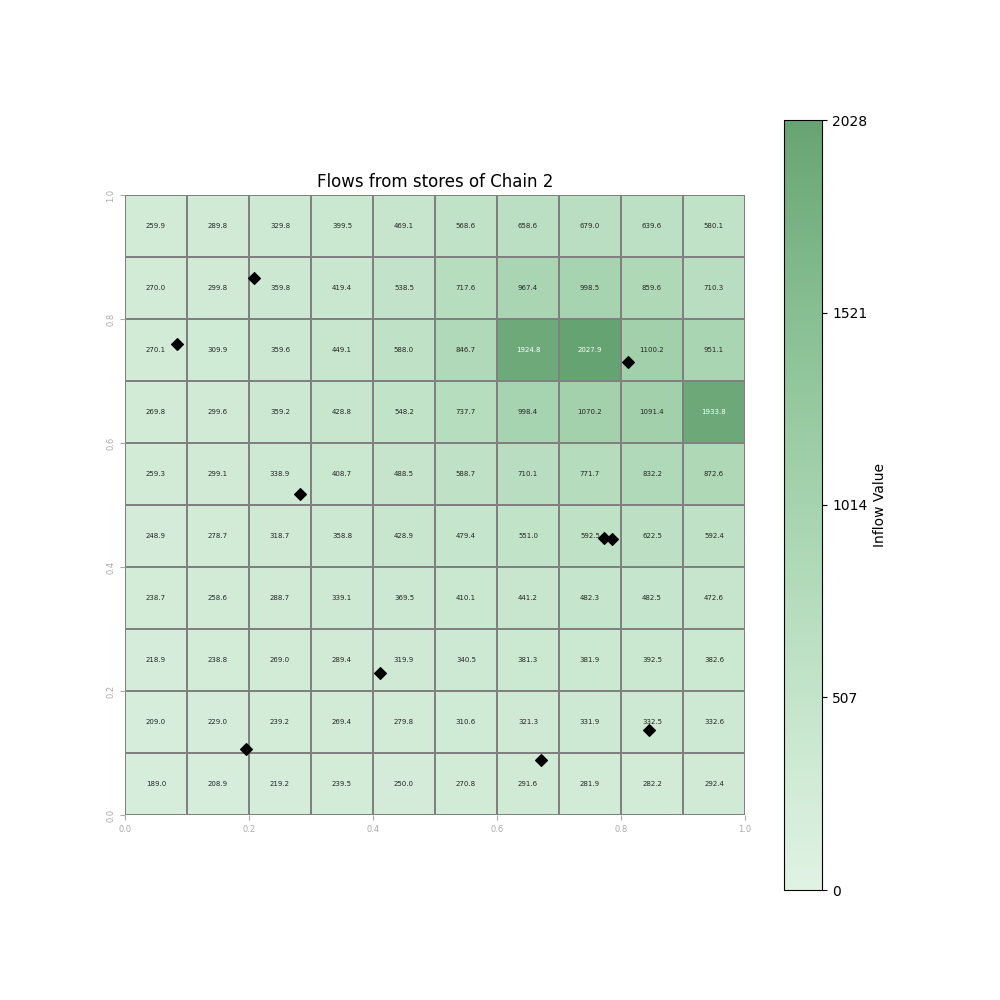 Flows from stores of Chain 2
1.0
259.9 289.8 329.8 399.5 469.1 568.6 658.6 679.0 639.6 580.1
270.0 299.8 359.8 419.4 538.5 717.6 967.4 998.5 859.6 710.3
0.8
270.1 309.9 359.6 449.1 588.0 846.7 1924.8 2027.9 1100.2 951.1
269.8 299.6 359.2 428.8 548.2 737.7 998.4 1070.2 1091.4 1933.8
0.6
259.3 299.1 338.9 408.7 488.5 588.7 710.1 771.7 832.2 872.6
248.9 278.7 318.7 358.8 428.9 479.4 551.0 592.5 622.5 592.4
0.4
238.7 258.6 288.7 339.1 369.5 410.1 441.2 482.3 482.5 472.6
218.9 238.8 269.0 289.4 319.9 340.5 381.3 381.9 392.5 382.6
0.2
209.0 229.0 239.2 269.4 279.8 310.6 321.3 331.9 332.5 332.6
189.0 208.9 219.2 239.5 250.0 270.8 291.6 281.9 282.2 292.4
0.0
0.0 0.2 0.4 0.6 0.8 1.0
2028
1521
1014
507
0
Inflow Value